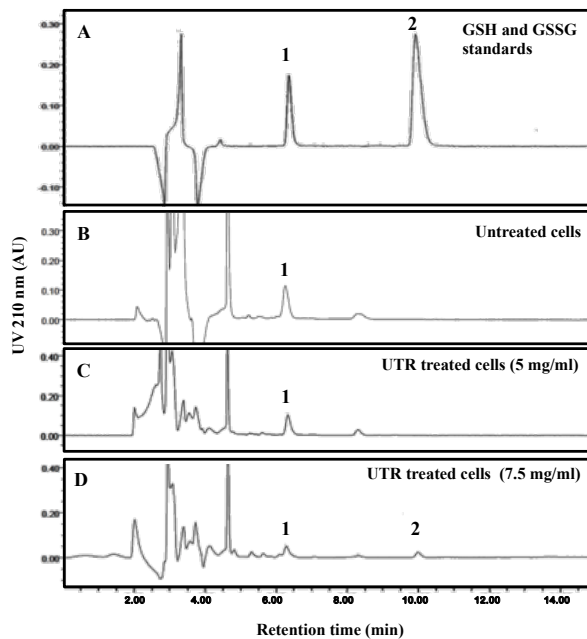 A
1
2
GSH and GSSG
standards
0.30
0.20
0.10
0.00
-0.10
B
Untreated cells
1
0.30
0.20
0.10
0.00
C
UTR treated cells (5 mg/ml)
1
0.40
0.20
0.00
D
UTR treated cells (7.5 mg/ml)
1
2
0.40
0.20
0.00
UV 210 nm (AU)
2.00
4.00
6.00
8.00
10.00
12.00
14.00
Retention time (min)